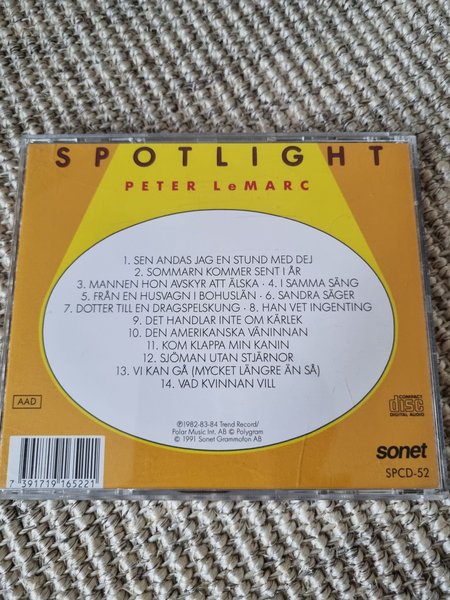 SPOTLIGHT
PETER LeMARC
1. SEN ANDAS JAG EN STUND MED DEJ
2. SOMMARN KOMMER SENT I ÅR
3. MANNEN HON AVSKYR ATT ÄLSKA · 4. I SAMMA SÄNG
5. FRÅN EN HUSVAGN I BOHUSLÄN · 6. SANDRA SÄGER
7. DOTTER TILL EN DRAGSPELSKUNG · 8. HAN VET INGENTING
9. DET HANDLAR INTE OM KÄRLEK
10. DEN AMERIKANSKA VÄNINNAN
11. KOM KLAPPA MIN KANIN
12. SJÖMAN UTAN STJÄRNOR
13. VI KAN GÅ (MYCKET LÄNGRE ÄN SÅ)
14. VAD KVINNAN VILL
AAD
℗1982-83-84 Trend Record/
Polar Music Int. AB © Polygram
© 1991 Sonet Grammofon AB
COMPACT
disc
DIGITAL AUDIO
sonet
SPCD-52
7 391719 165221